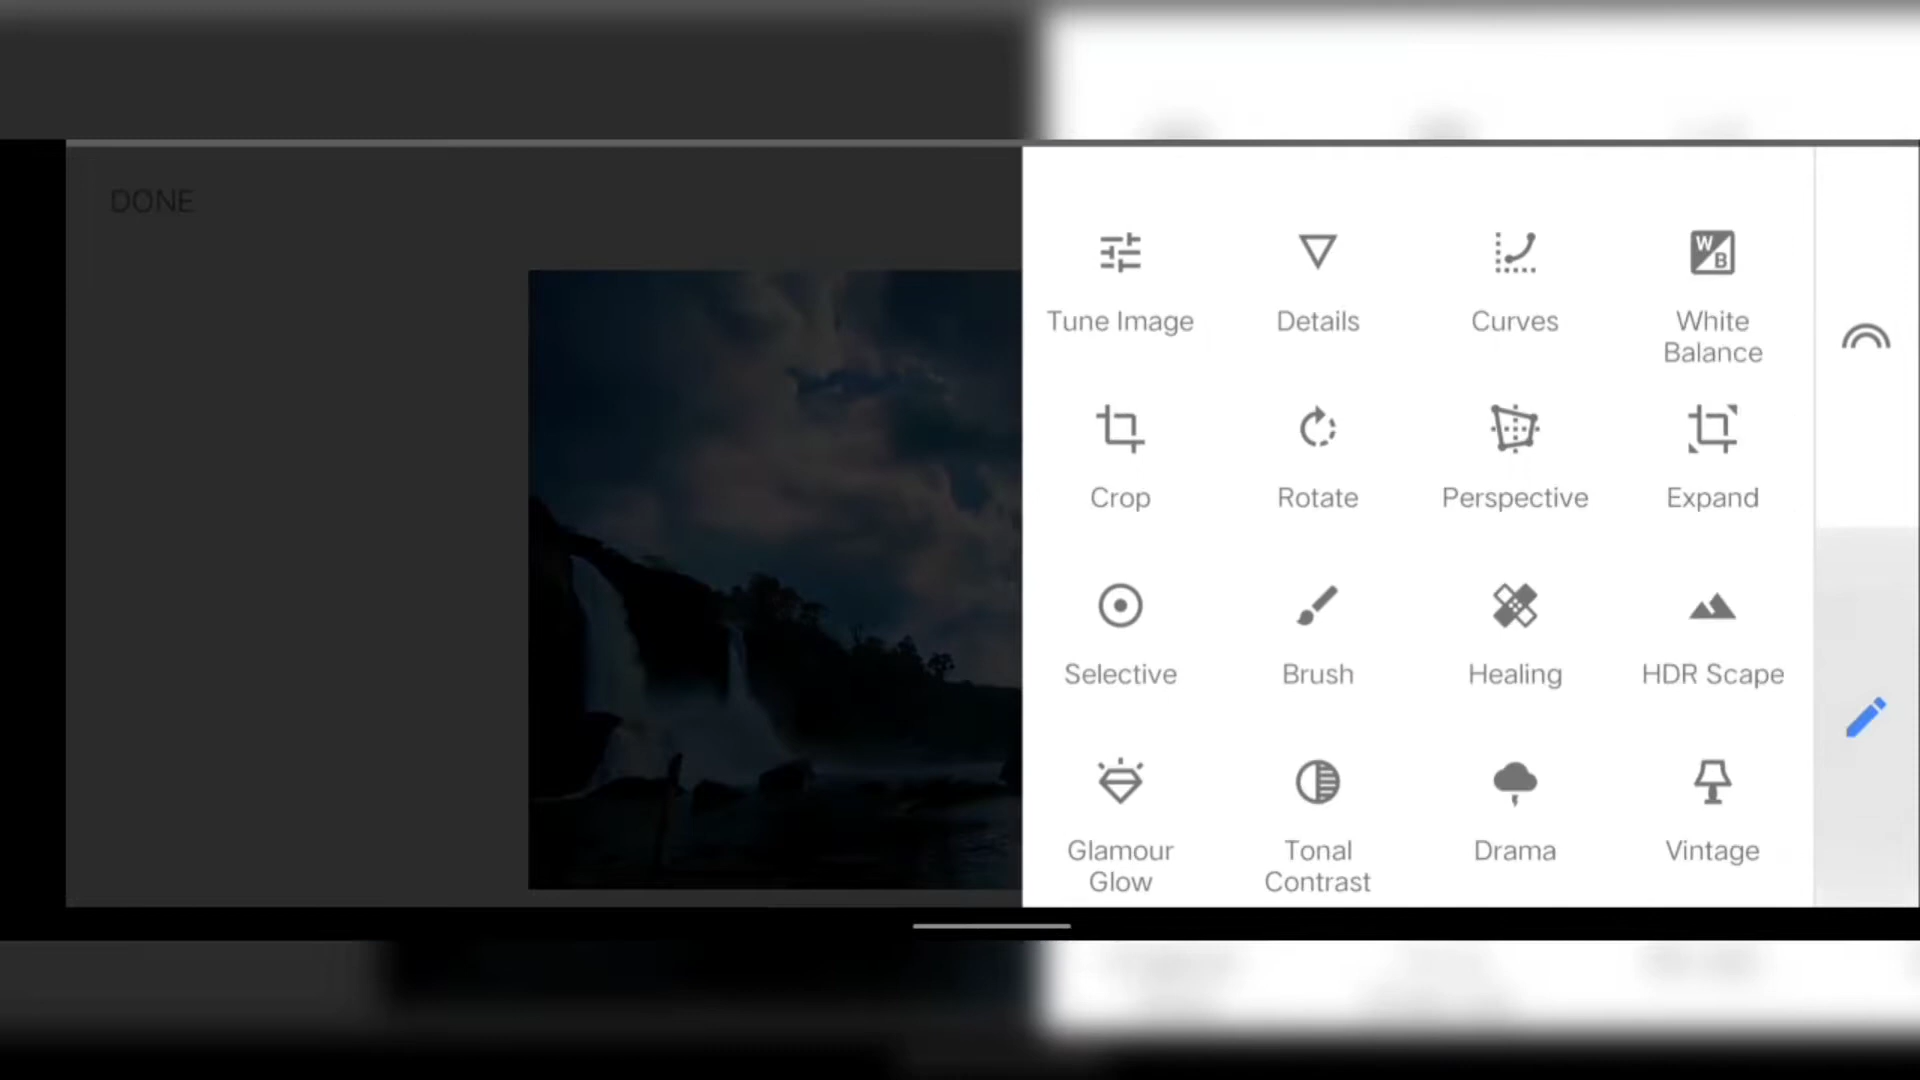 DONE
Tune Image
Details
Curves
White
Balance
Crop
Rotate
Perspective
Expand
Selective
Brush
Healing
HDR Scape
Glamour
Glow
Tonal
Contrast
Drama
Vintage